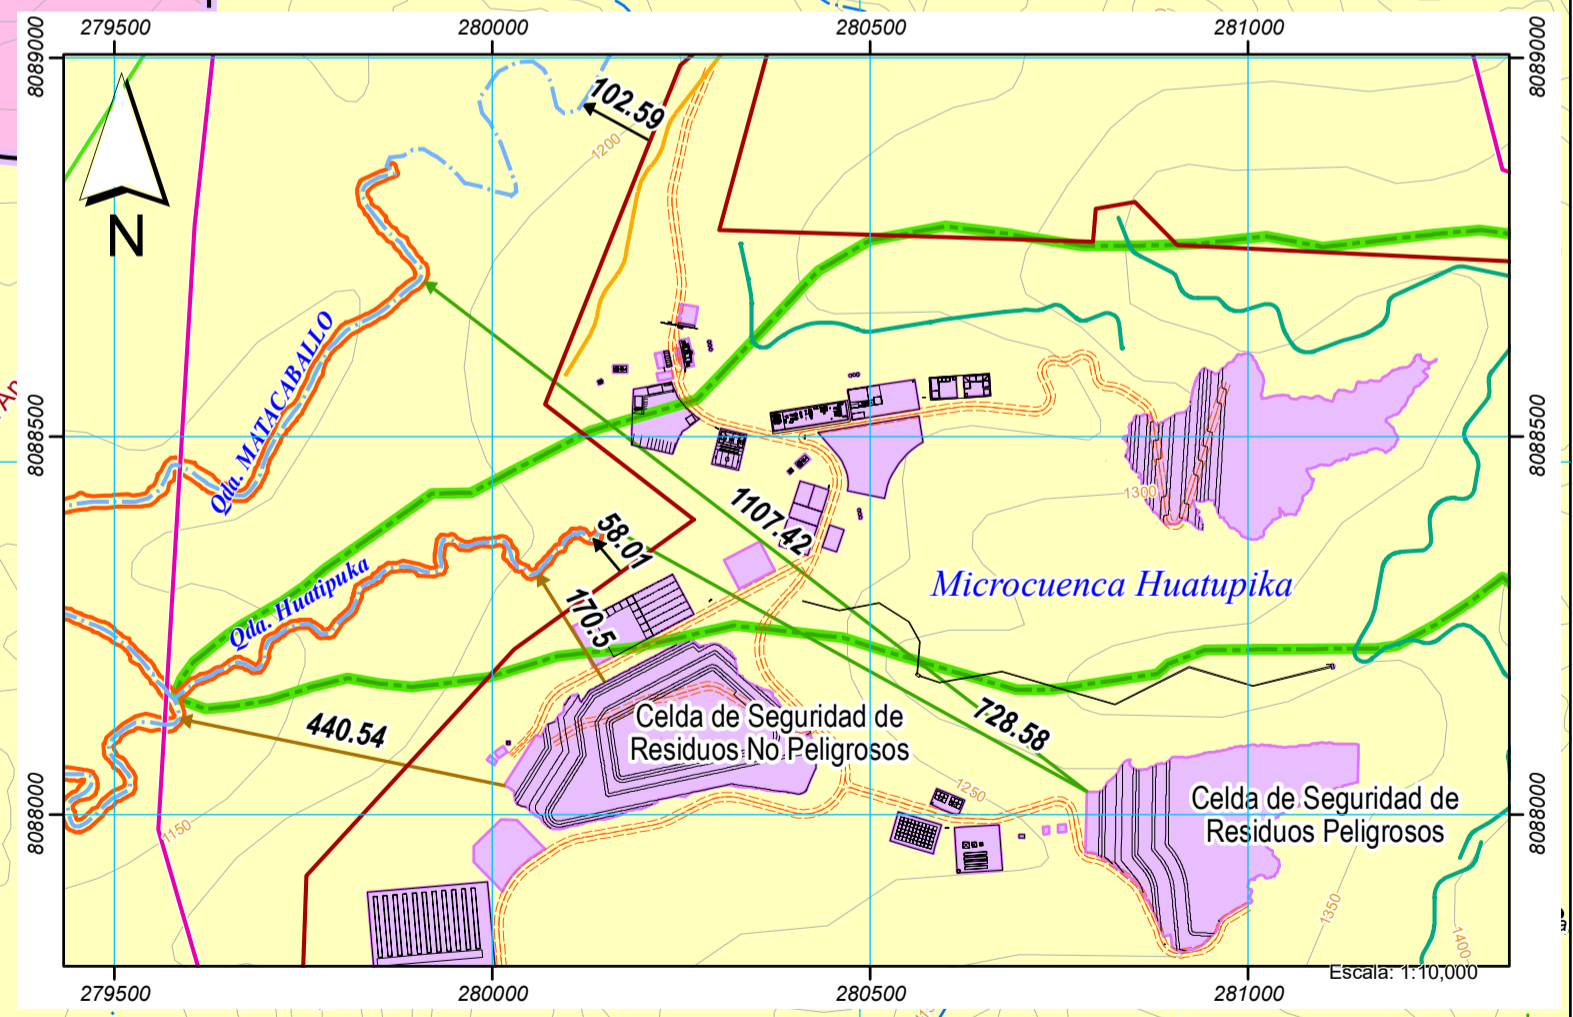 279500
280000
280500
281000
8089000
8089000
102.59
1200
N
Qda. MATACABALLO
8088500
8088500
1300
1107.42
58.01
Qda. Huatipuka
Microcuenca Huatupika
170.5
440.54
728.58
Celda de Seguridad de
Residuos No Peligrosos
1250
Celda de Seguridad de
Residuos Peligrosos
8088000
8088000
1150
1350
1400
Escala: 1:10,000
279500
280000
280500
281000